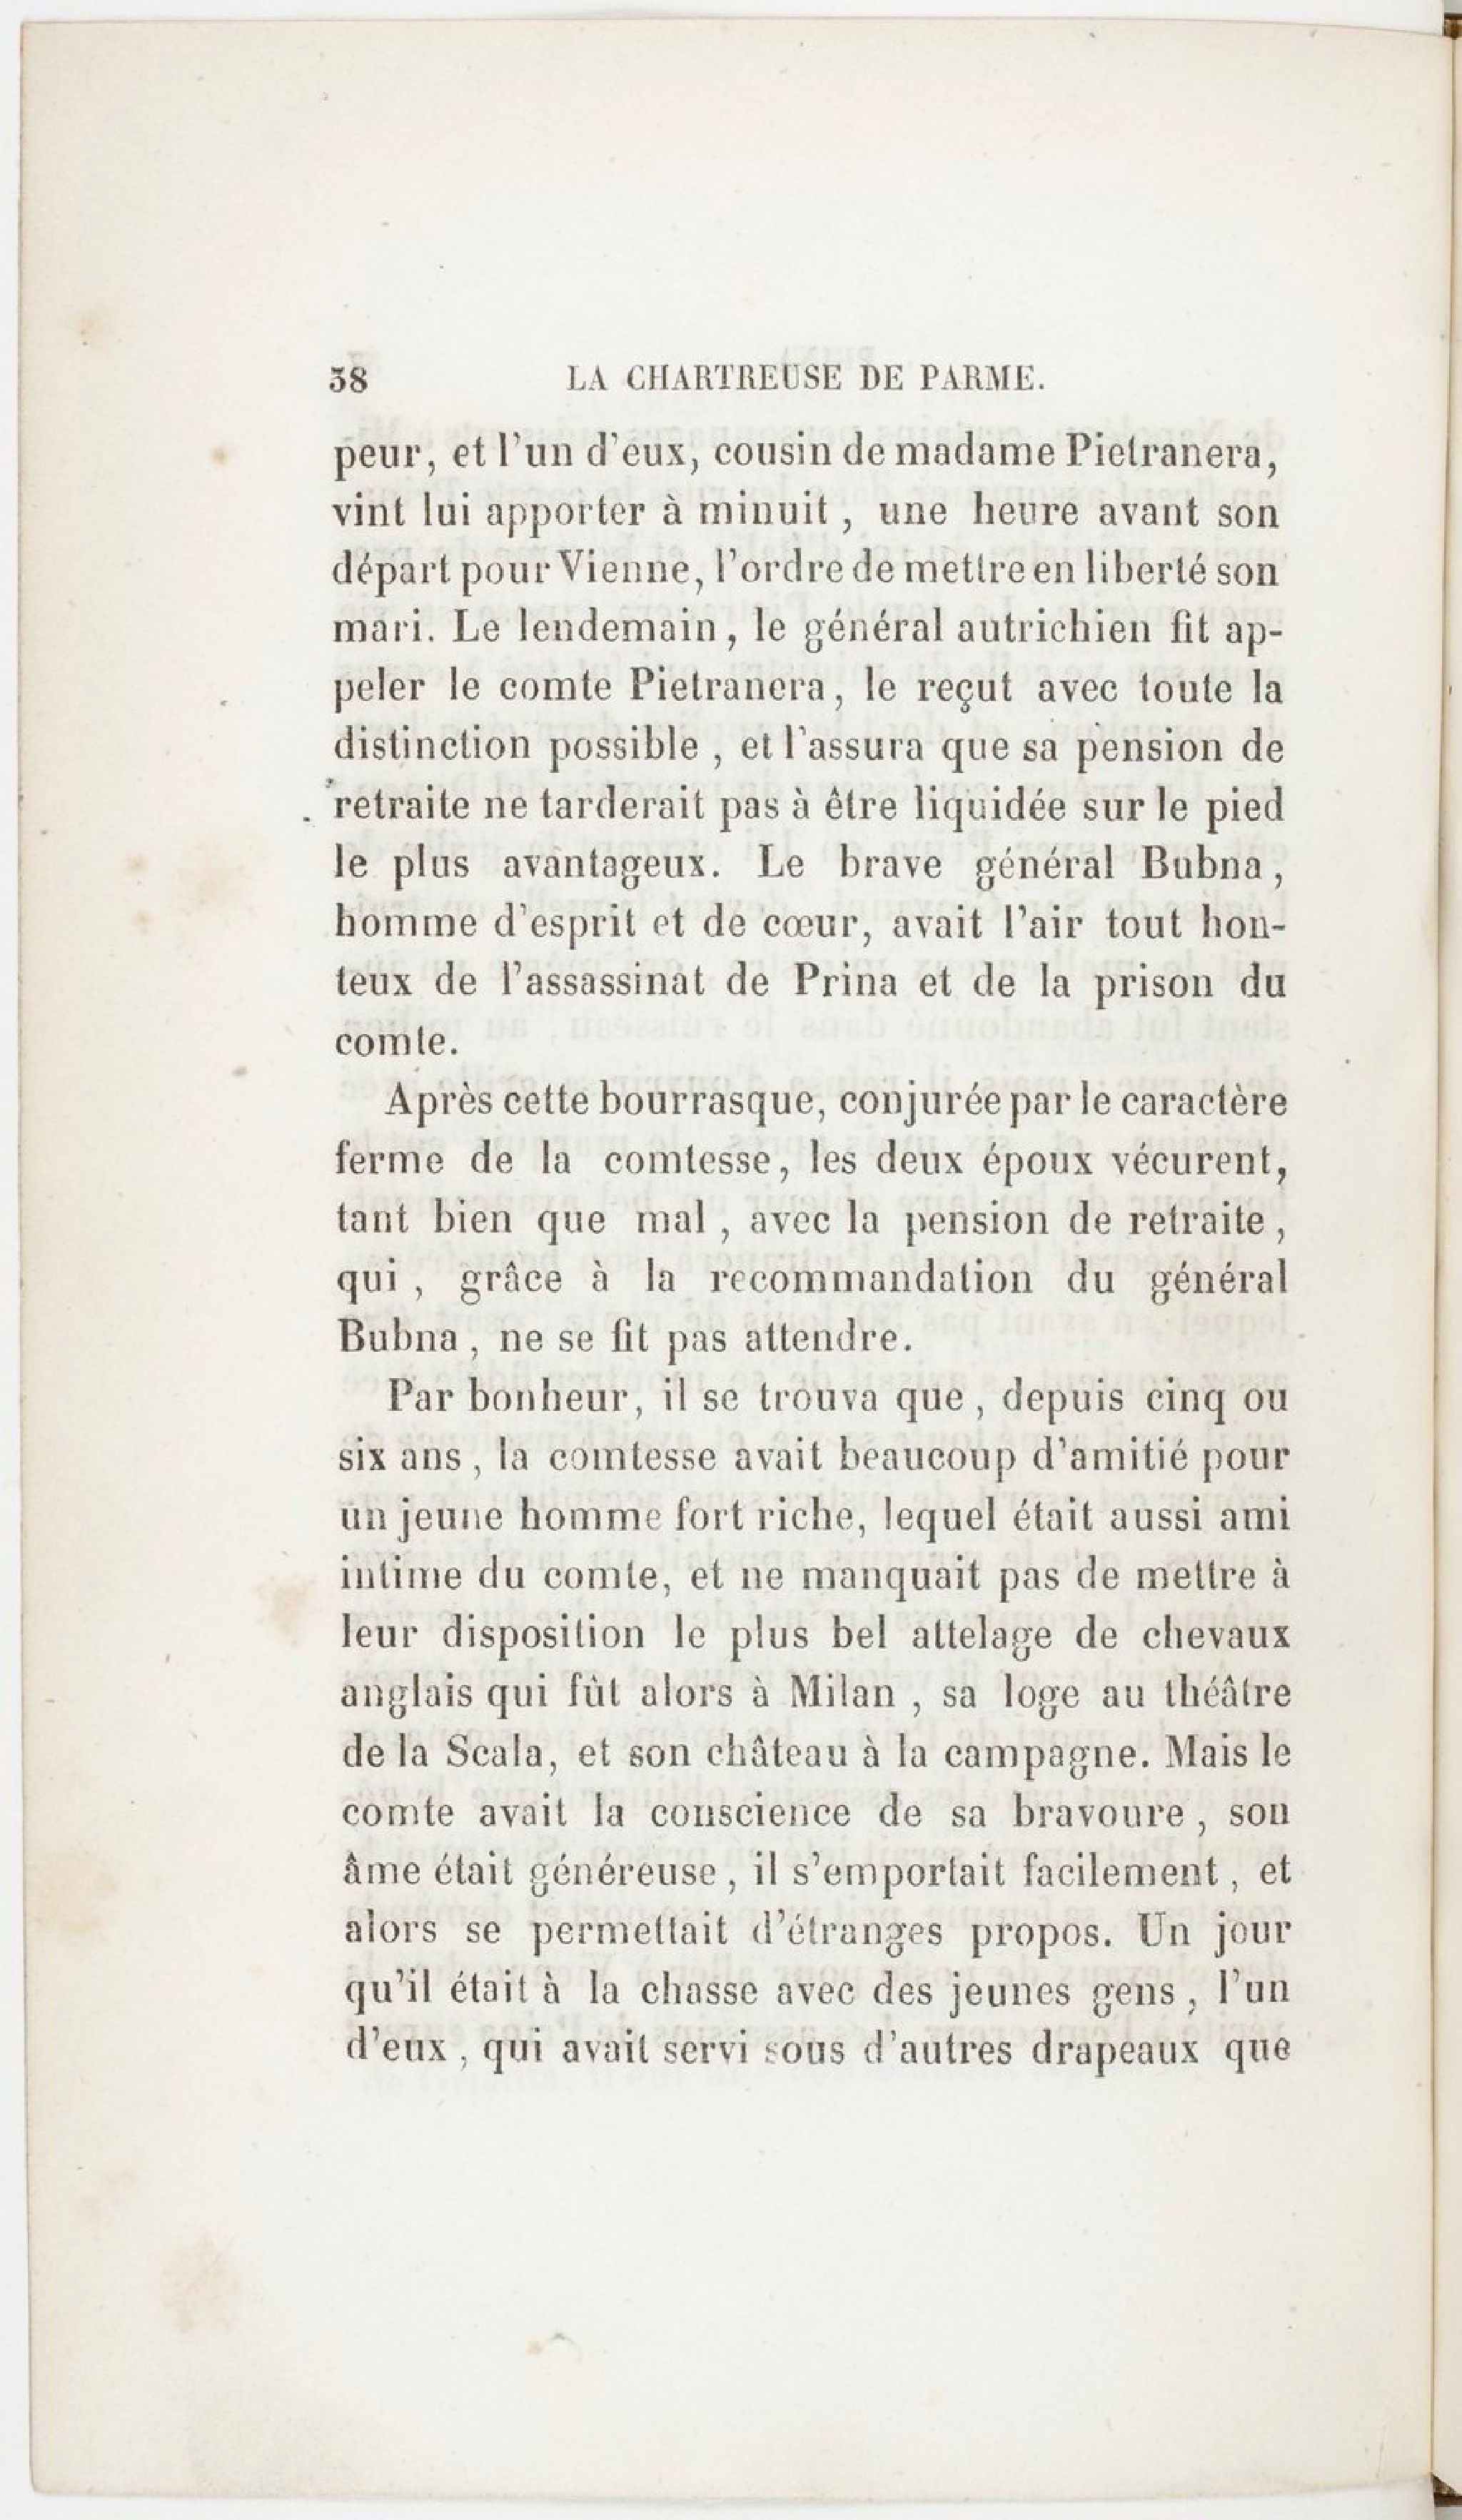 38 LA CHARTREUSE DE PARME.
peur, et l'un d'eux, cousin de madame Pietranera,
vint lui apporter à minuit, une heure avant son
départ pour Vienne, l'ordre de mettre en liberté son
mari. Le lendemain, le général autrichien fit ap-
peler le comte Pietranera, le reçut avec toute la
distinction possible, et l'assura que sa pension de
retraite ne tarderait pas à être liquidée sur le pied
le plus avantageux. Le brave général Bubna,
homme d'esprit et de cœur, avait l'air tout hon-
teux de l'assassinat de Prina et de la prison du
comte.
Après cette bourrasque, conjurée par le caractère
ferme de la comtesse, les deux époux vécurent,
tant bien que mal, avec la pension de retraite,
qui, grâce à la recommandation du général
Bubna, ne se fit pas attendre.
Par bonheur, il se trouva que, depuis cinq ou
six ans, la comtesse avait beaucoup d'amitié pour
un jeune homme fort riche, lequel était aussi ami
intime du comte, et ne manquait pas de mettre à
leur disposition le plus bel attelage de chevaux
anglais qui fût alors à Milan, sa loge au théâtre
de la Scala, et son château à la campagne. Mais le
comte avait la conscience de sa bravoure, son
âme était généreuse, il s'emportait facilement, et
alors se permettait d'étranges propos. Un jour
qu'il était à la chasse avec des jeunes gens, l'un
d'eux, qui avait servi sous d'autres drapeaux que